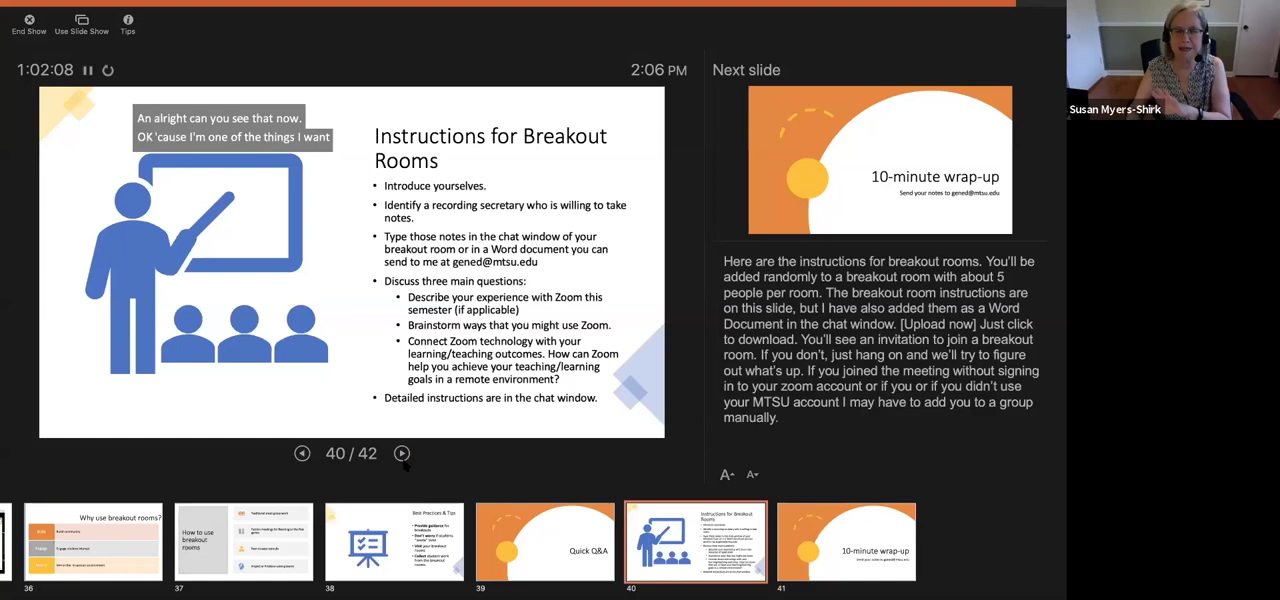 End Show
Use Slide Show
Tips
1:02:08
2:06 PM
Next slide
An alright can you see that now.
OK 'cause I'm one of the things I want
Instructions for Breakout
Rooms
• Introduce yourselves.
• Identify a recording secretary who is willing to take
notes.
• Type those notes in the chat window of your
breakout room or in a Word document you can
send to me at gened@mtsu.edu
• Discuss three main questions:
• Describe your experience with Zoom this
semester (if applicable)
• Brainstorm ways that you might use Zoom.
• Connect Zoom technology with your
learning/teaching outcomes. How can Zoom
help you achieve your teaching/learning
goals in a remote environment?
• Detailed instructions are in the chat window.
40 / 42
10-minute wrap-up
Send your notes to gened@mtsu.edu
Here are the instructions for breakout rooms. You'll be
added randomly to a breakout room with about 5
people per room. The breakout room instructions are
on this slide, but I have also added them as a Word
Document in the chat window. [Upload now] Just click
to download. You'll see an invitation to join a breakout
room. If you don't, just hang on and we'll try to figure
out what's up. If you joined the meeting without signing
in to your zoom account or if you or if you didn't use
your MTSU account I may have to add you to a group
manually.
A
A
Susan Myers-Shirk
Why use breakout rooms?
Build
Engage
36
How to use
breakout
rooms
37
Best Practices & Tips
38
Quick Q&A
39
Instructions for Breakout
Rooms
40
10-minute wrap-up
Send your notes to gened@mtsu.edu
41